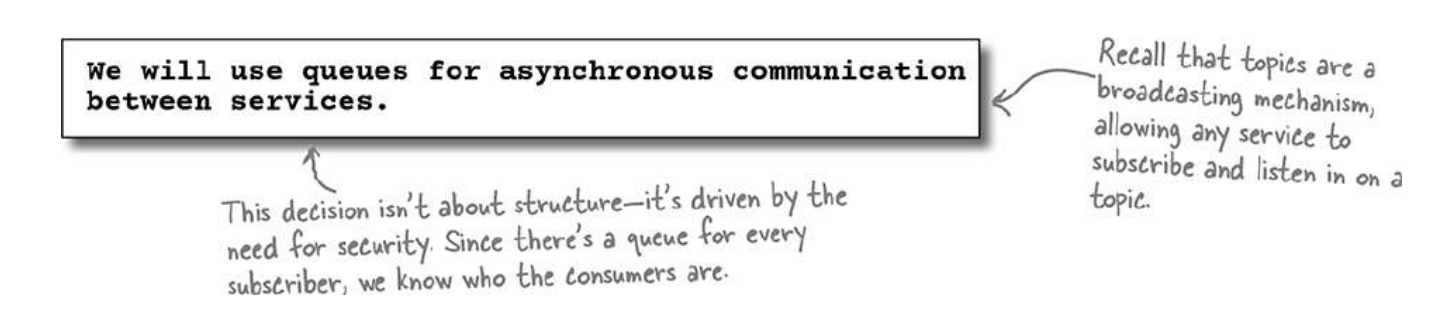 We will use queues for asynchronous communication
between services.
Recall that topics are a
broadcasting mechanism,
allowing any service to
subscribe and listen in on a
topic.
This decision isn't about structure—it's driven by the
need for security. Since there's a queue for every
subscriber, we know who the consumers are.